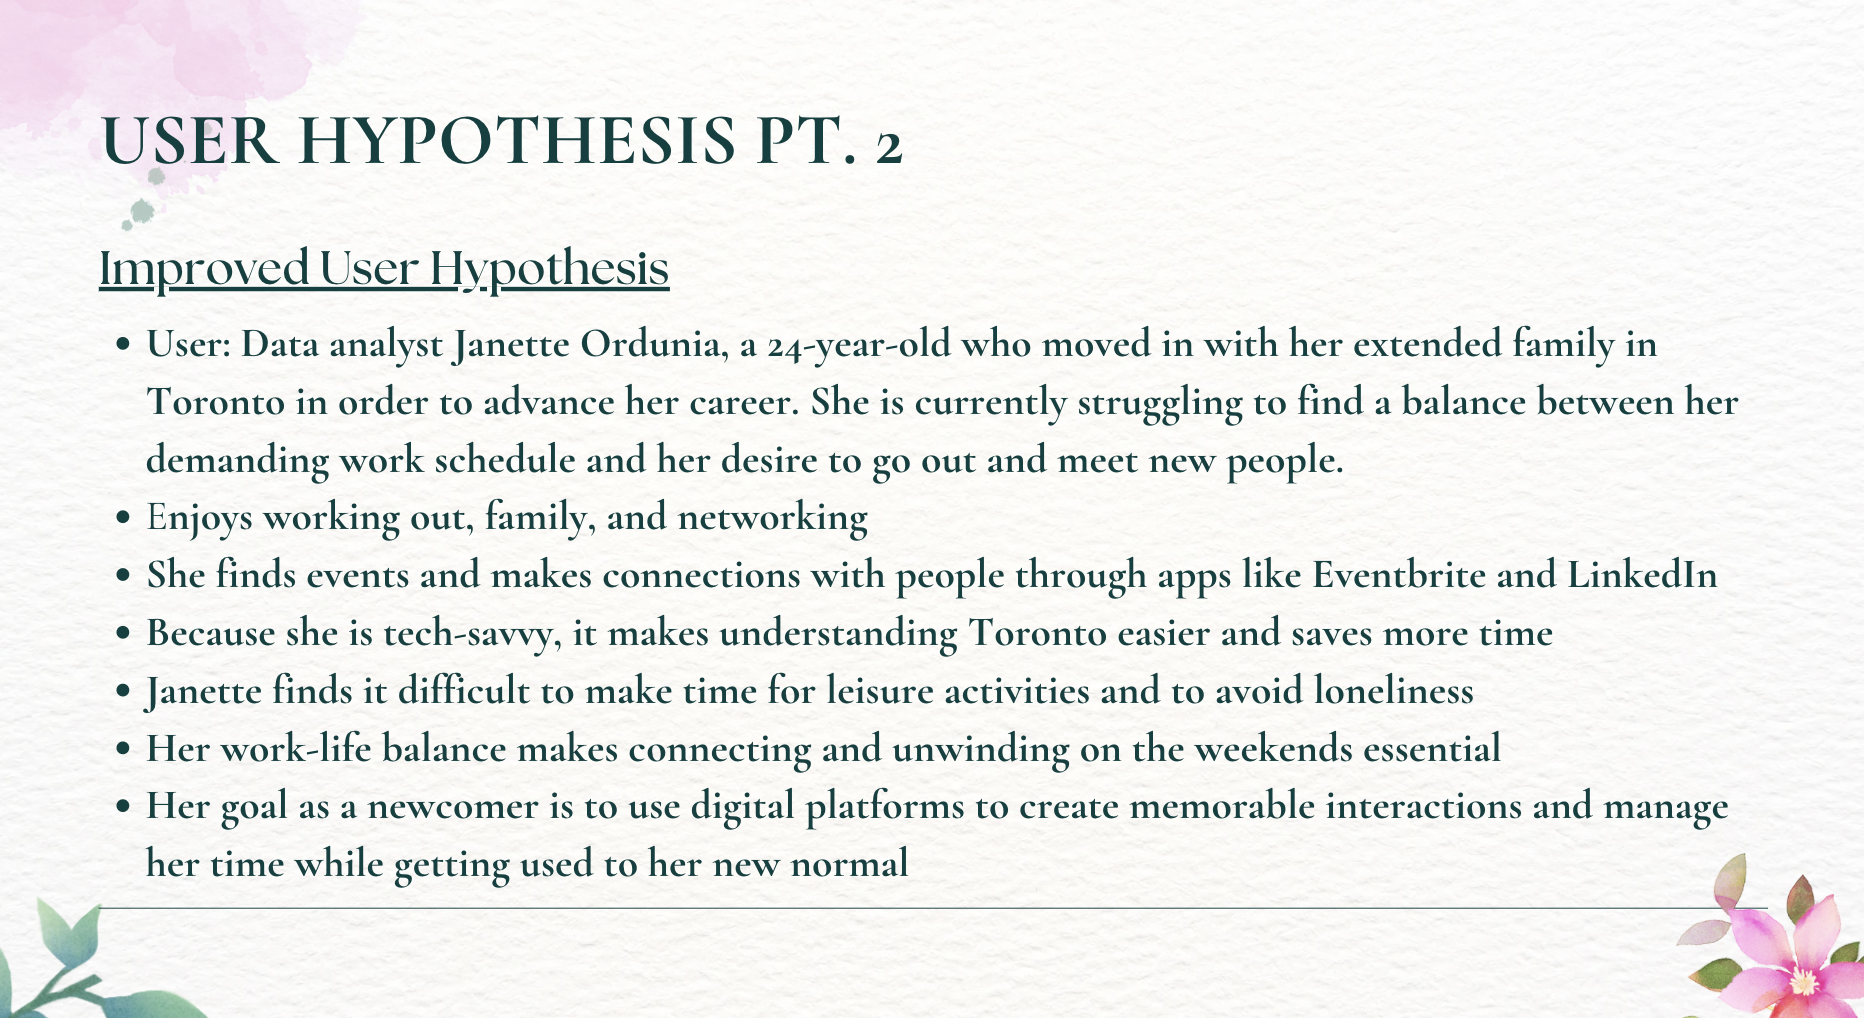 USER HYPOTHESIS PT. 2
Improved User Hypothesis
• User: Data analyst Janette Ordunia, a 24-year-old who moved in with her extended family in
Toronto in order to advance her career. She is currently struggling to find a balance between her
demanding work schedule and her desire to go out and meet new people.
• Enjoys working out, family, and networking
• She finds events and makes connections with people through apps like Eventbrite and LinkedIn
• Because she is tech-savvy, it makes understanding Toronto easier and saves more time
• Janette finds it difficult to make time for leisure activities and to avoid loneliness
• Her work-life balance makes connecting and unwinding on the weekends essential
• Her goal as a newcomer is to use digital platforms to create memorable interactions and manage
her time while getting used to her new normal